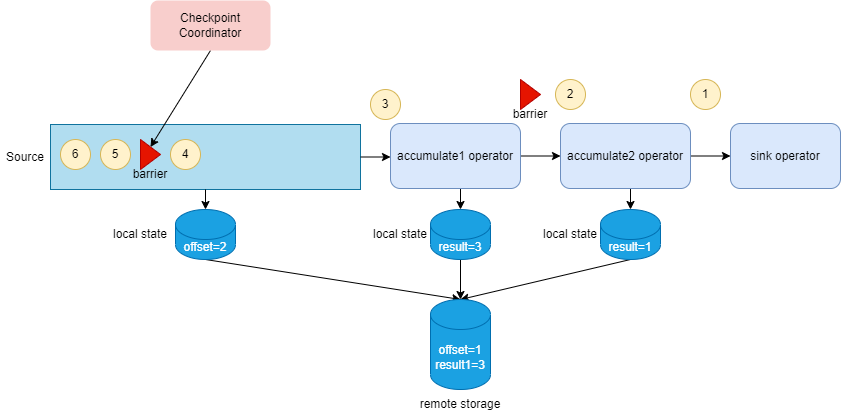 Checkpoint
Coordinator
1
2
3
barrier
Source
6
5
4
barrier
accumulate1 operator
accumulate2 operator
sink operator
local state
offset=2
local state
result=3
local state
result=1
offset=1
result1=3
remote storage